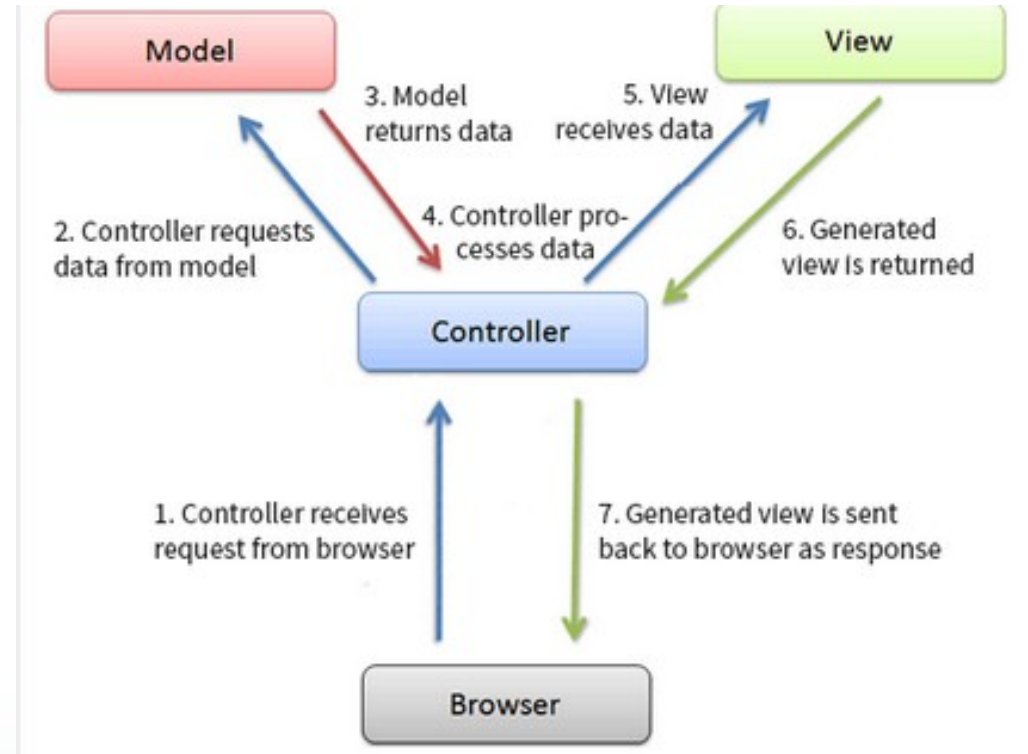 Model
View
3. Model
returns data
5. View
receives data
2. Controller requests
data from model
4. Controller pro-
cesses data
6. Generated
view is returned
Controller
1. Controller receives
request from browser
7. Generated view is sent
back to browser as response
Browser